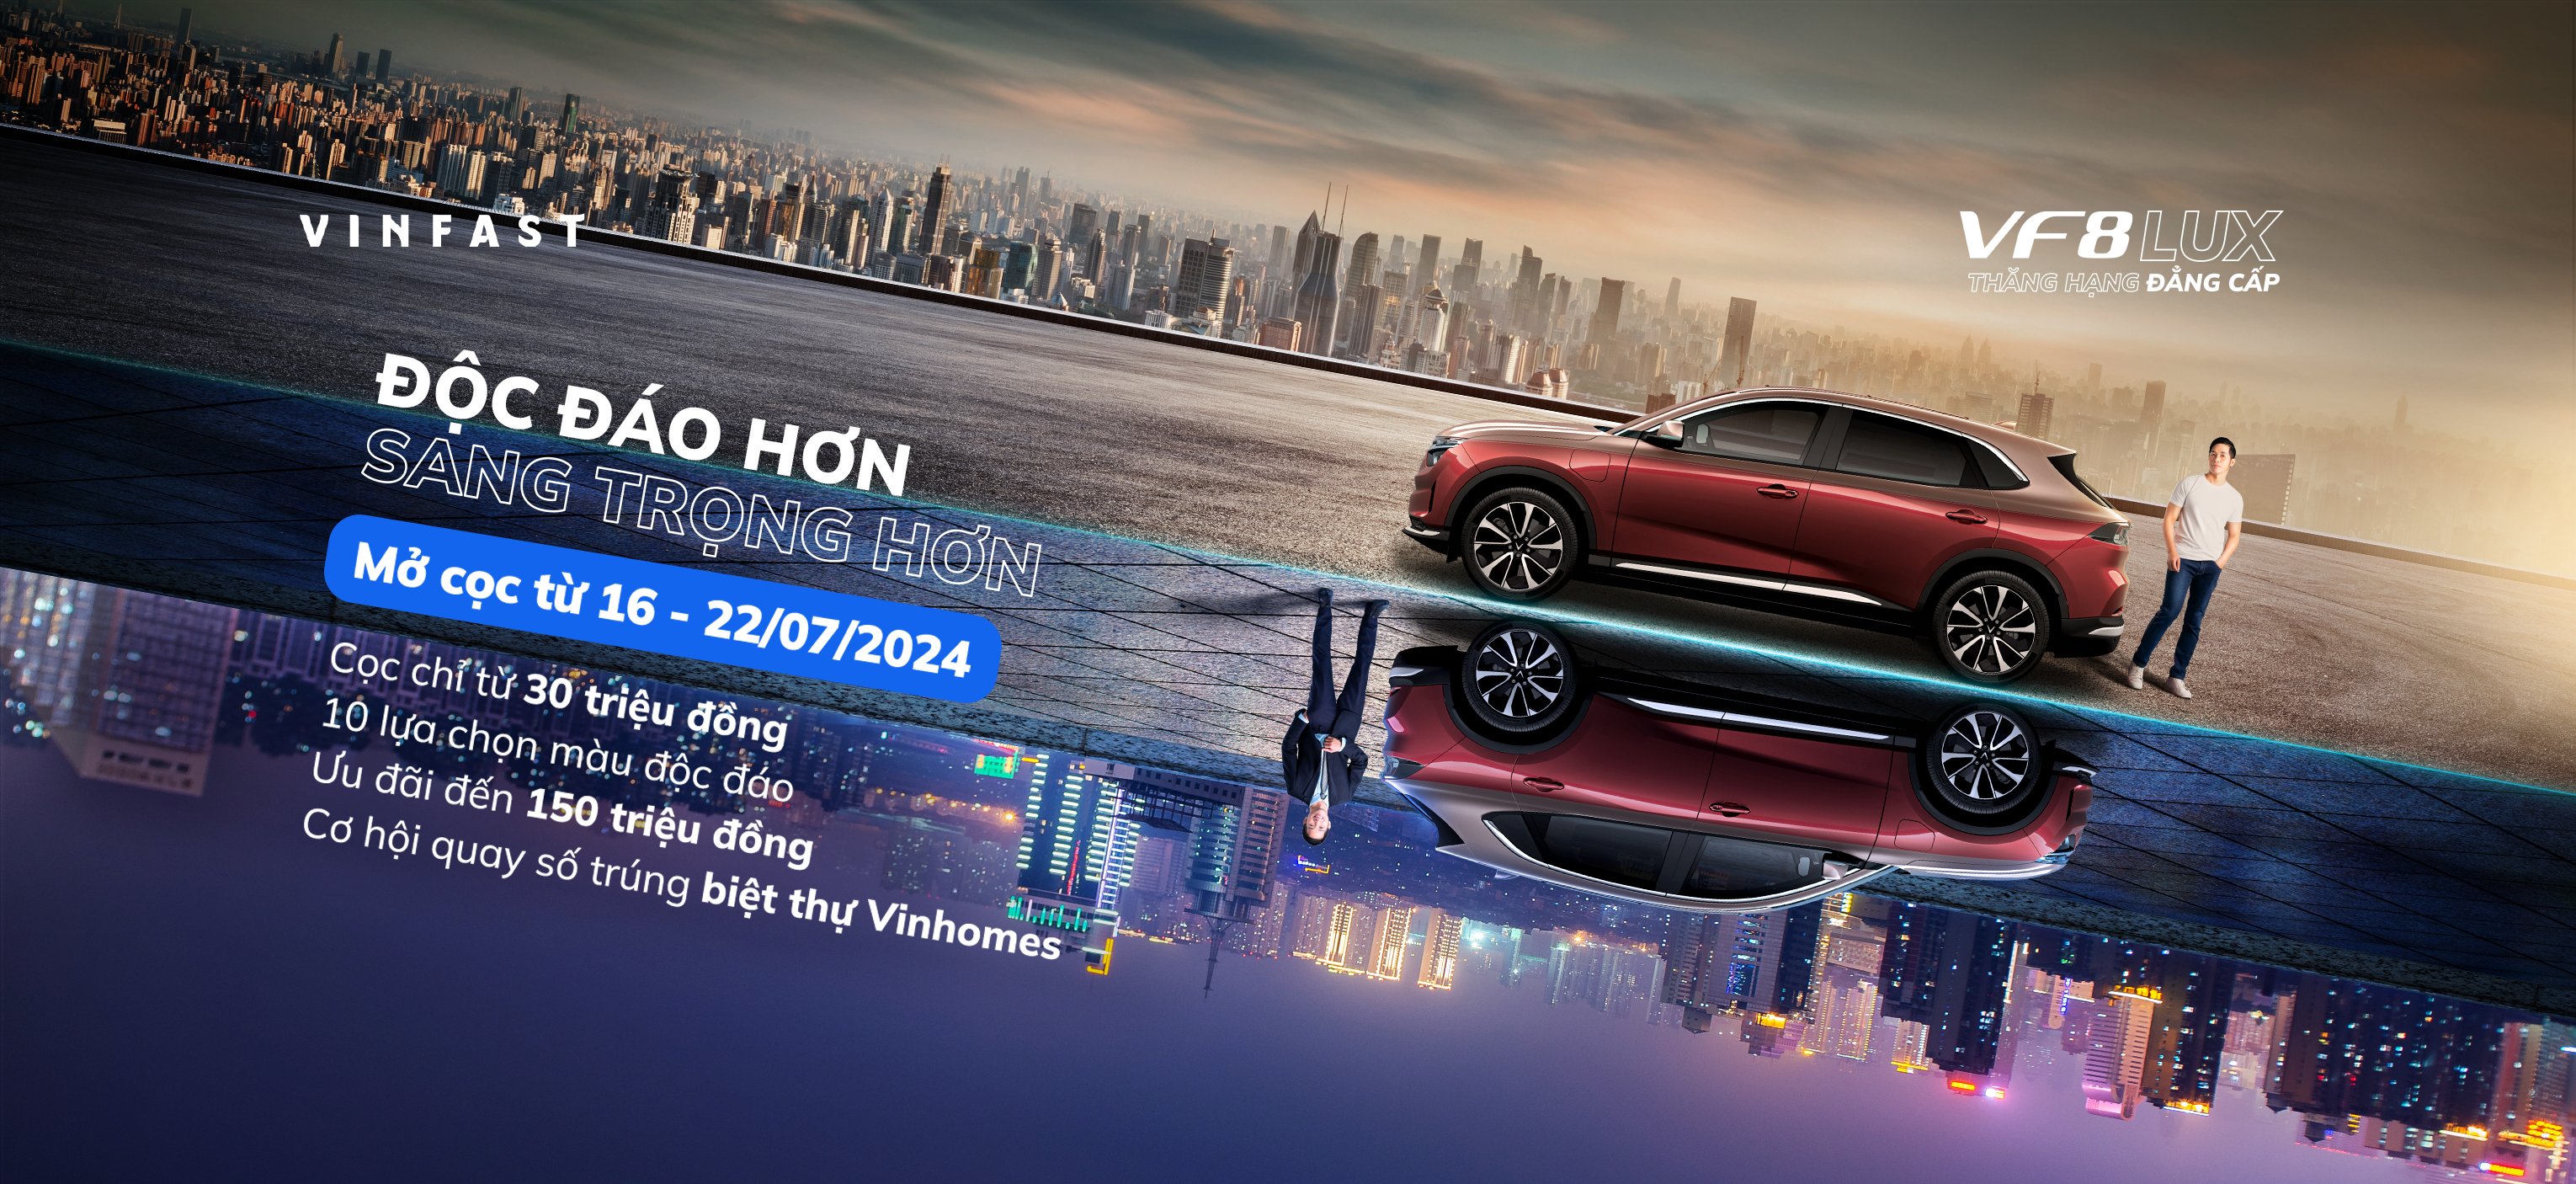 VINFAST
VF8 LUX
THĂNG HẠNG ĐẲNG CẤP
ĐỘC ĐÁO HƠN
SANG TRỌNG HƠN
Mở cọc từ 16 - 22/07/2024
Cọc chỉ từ 30 triệu đồng
10 lựa chọn màu độc đáo
Ưu đãi đến 150 triệu đồng
Cơ hội quay số trúng biệt thự Vinhomes